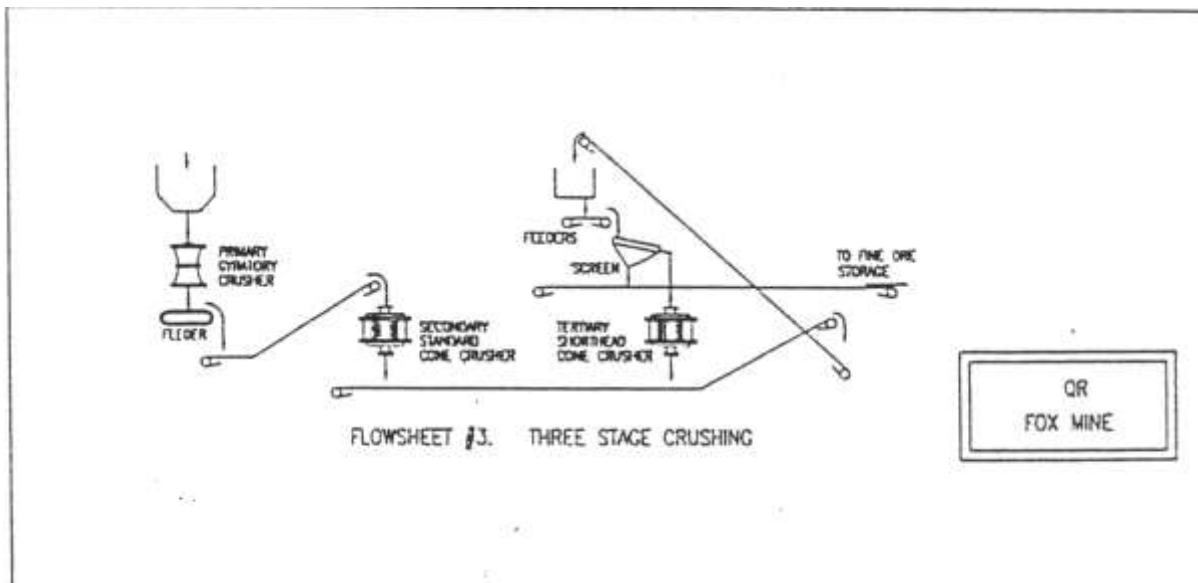 PRIMARY
GYRATORY
CRUSHER
FEEDER
SECONDARY
STANDARD
CONE CRUSHER
FEEDERS
SCREEN
TERTIARY
SHORTHEAD
CONE CRUSHER
TO FINE ORE
STORAGE
FLOWSHEET #3. THREE STAGE CRUSHING
QR
FOX MINE